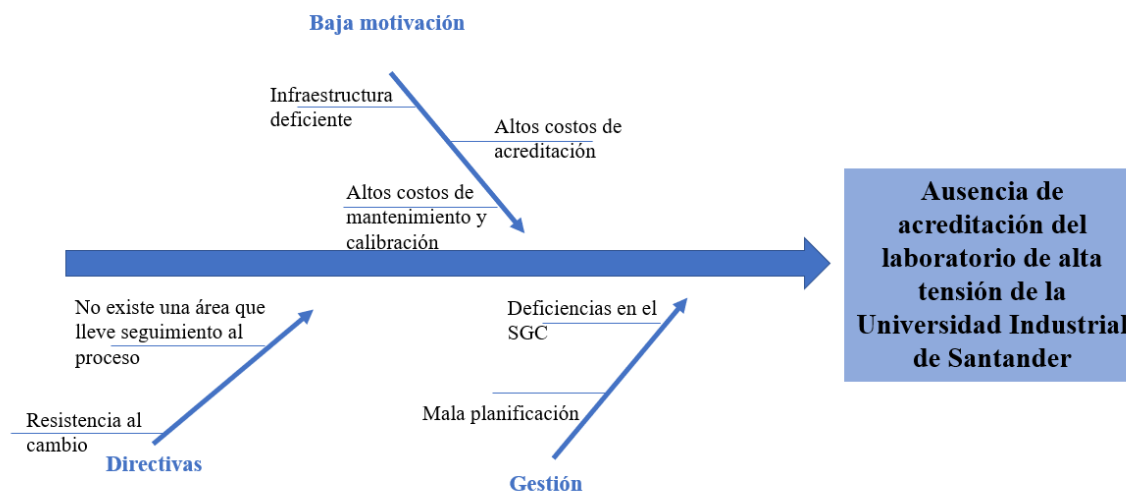 Baja motivación
Infraestructura
deficiente
Altos costos de
acreditación
Altos costos de
mantenimiento y
calibración
Ausencia de
acreditación del
laboratorio de alta
tensión de la
Universidad Industrial
de Santander
No existe una área que
lleve seguimiento al
proceso
Resistencia al
cambio
Directivas
Deficiencias en el
SGC
Mala planificación
Gestión